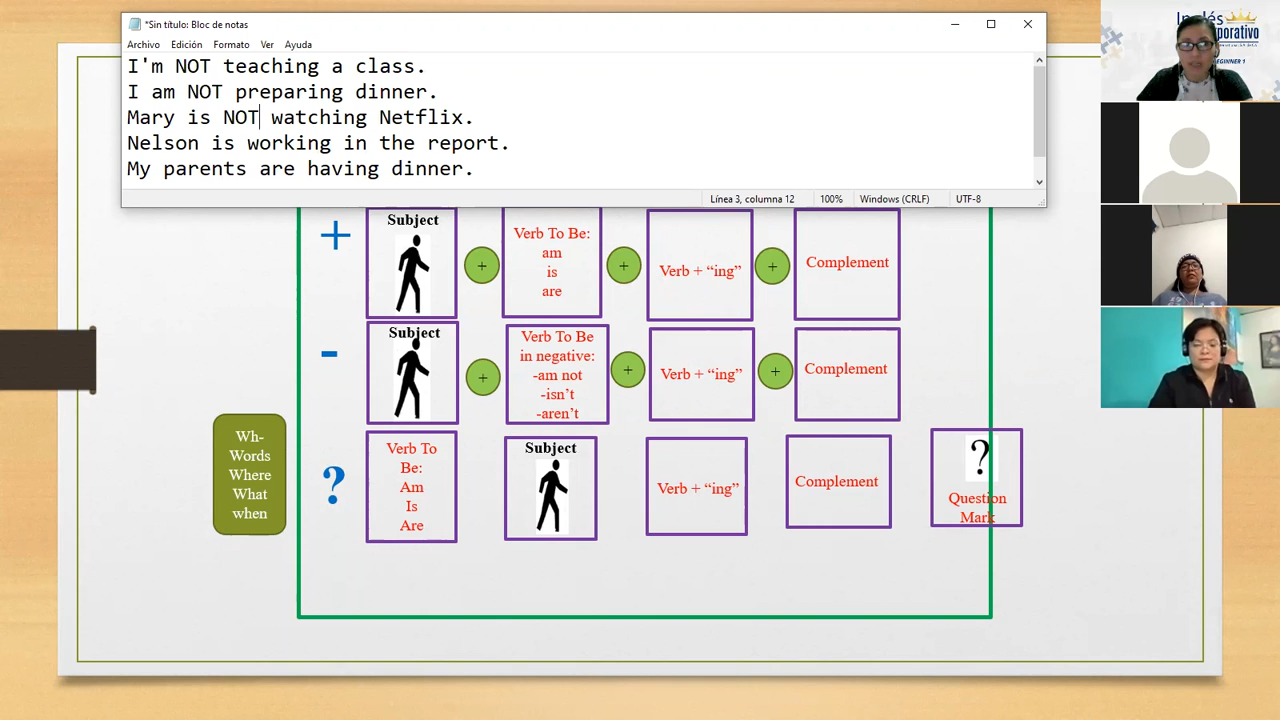 *Sin título: Bloc de notas
Archivo Edición Formato Ver Ayuda
I'm NOT teaching a class.
I am NOT preparing dinner.
Mary is NOT watching Netflix.
Nelson is working in the report.
My parents are having dinner.
Línea 3, columna 12 100% Windows (CRLF) UTF-8
+
Subject
+
Verb To Be:
am
is
are
+
Verb + “ing”
+
Complement
-
Subject
+
Verb To Be
in negative:
-am not
-isn’t
-aren’t
+
Verb + “ing”
+
Complement
Wh-
Words
Where
What
when
?
Verb To
Be:
Am
Is
Are
Subject
Verb + “ing”
Complement
?
Question
Mark